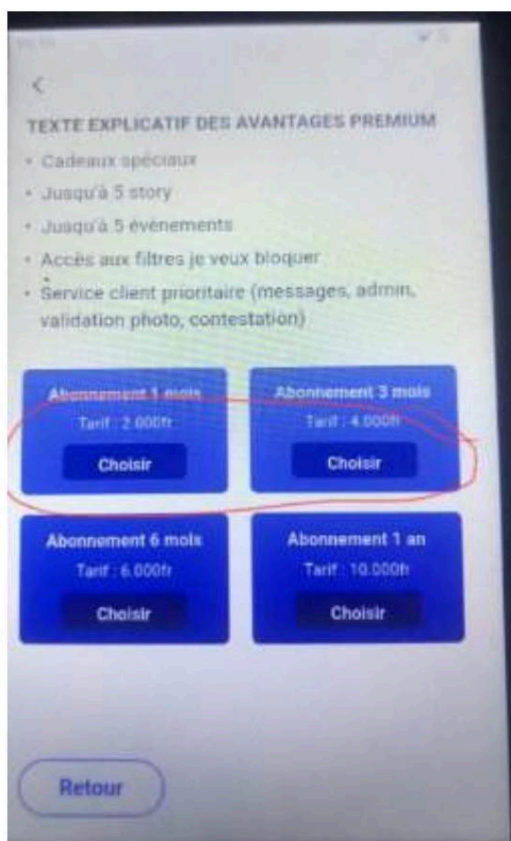 TEXTE EXPLICATIF DES AVANTAGES PREMIUM
• Cadeaux spéciaux
• Jusqu'à 5 story
• Jusqu'à 5 événements
• Accès aux filtres je veux bloquer
• Service client prioritaire (messages, admin,
validation photo, contestation)
Abonnement 1 mois
Tarif : 2.000fr
Choisir
Abonnement 3 mois
Tarif : 4.000fr
Choisir
Abonnement 6 mois
Tarif : 6.000fr
Choisir
Abonnement 1 an
Tarif : 10.000fr
Choisir
Retour